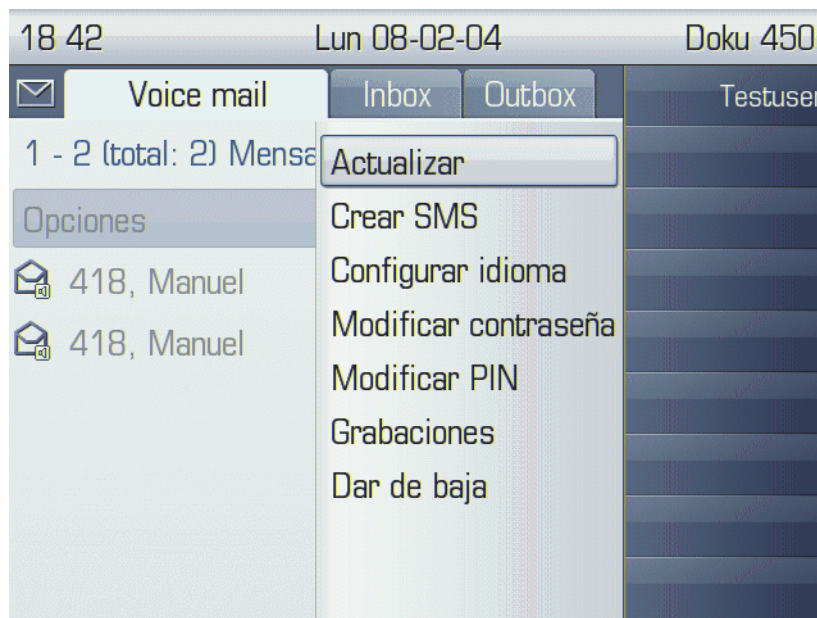 18 42 Lun 08-02-04 Doku 450
Voice mail Inbox Outbox Testuser
1 - 2 (total: 2) Mensa
Opciones
418, Manuel
418, Manuel
Actualizar
Crear SMS
Configurar idioma
Modificar contraseña
Modificar PIN
Grabaciones
Dar de baja